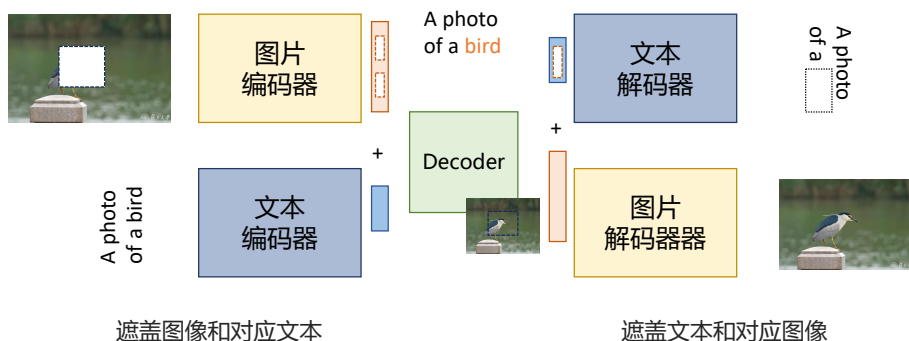 图片
编码器
A photo
of a bird
文本
解码器
A photo
of a
+
+
Decoder
A photo
of a bird
文本
编码器
图片
解码器器
遮盖图像和对应文本
遮盖文本和对应图像